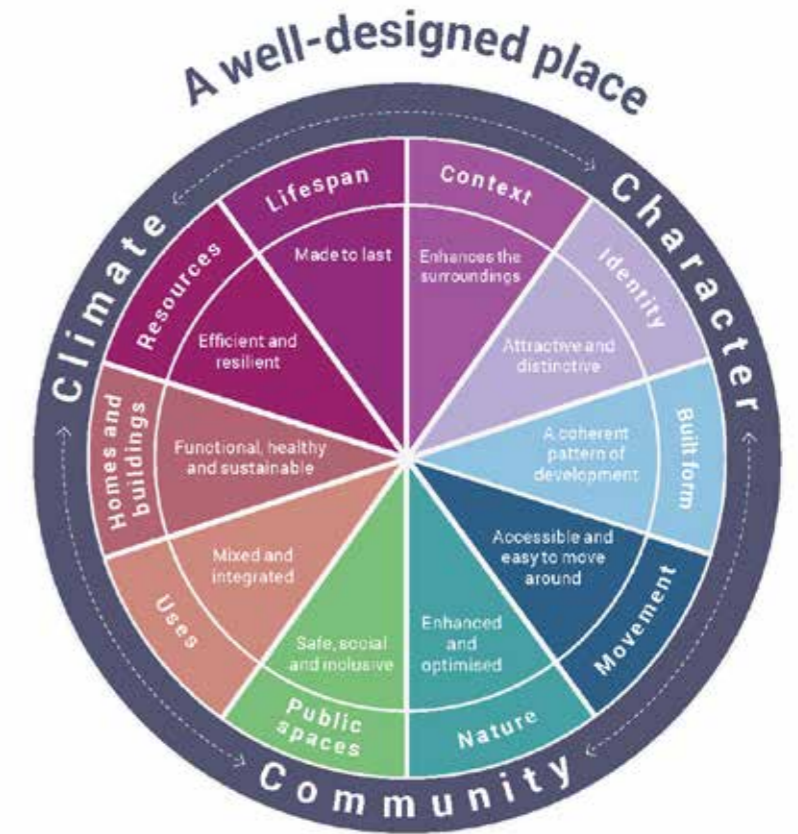 A well-designed place
Climate
Character
Community
Context
Enhances the
surroundings
Identity
Attractive and
distinctive
Built form
A coherent
pattern of
development
Movement
Accessible and
easy to move
around
Nature
Enhanced
and
optimised
Public
spaces
Safe, social
and inclusive
Uses
Mixed and
integrated
Homes and
buildings
Functional, healthy
and sustainable
Resources
Efficient and
resilient
Lifespan
Made to last